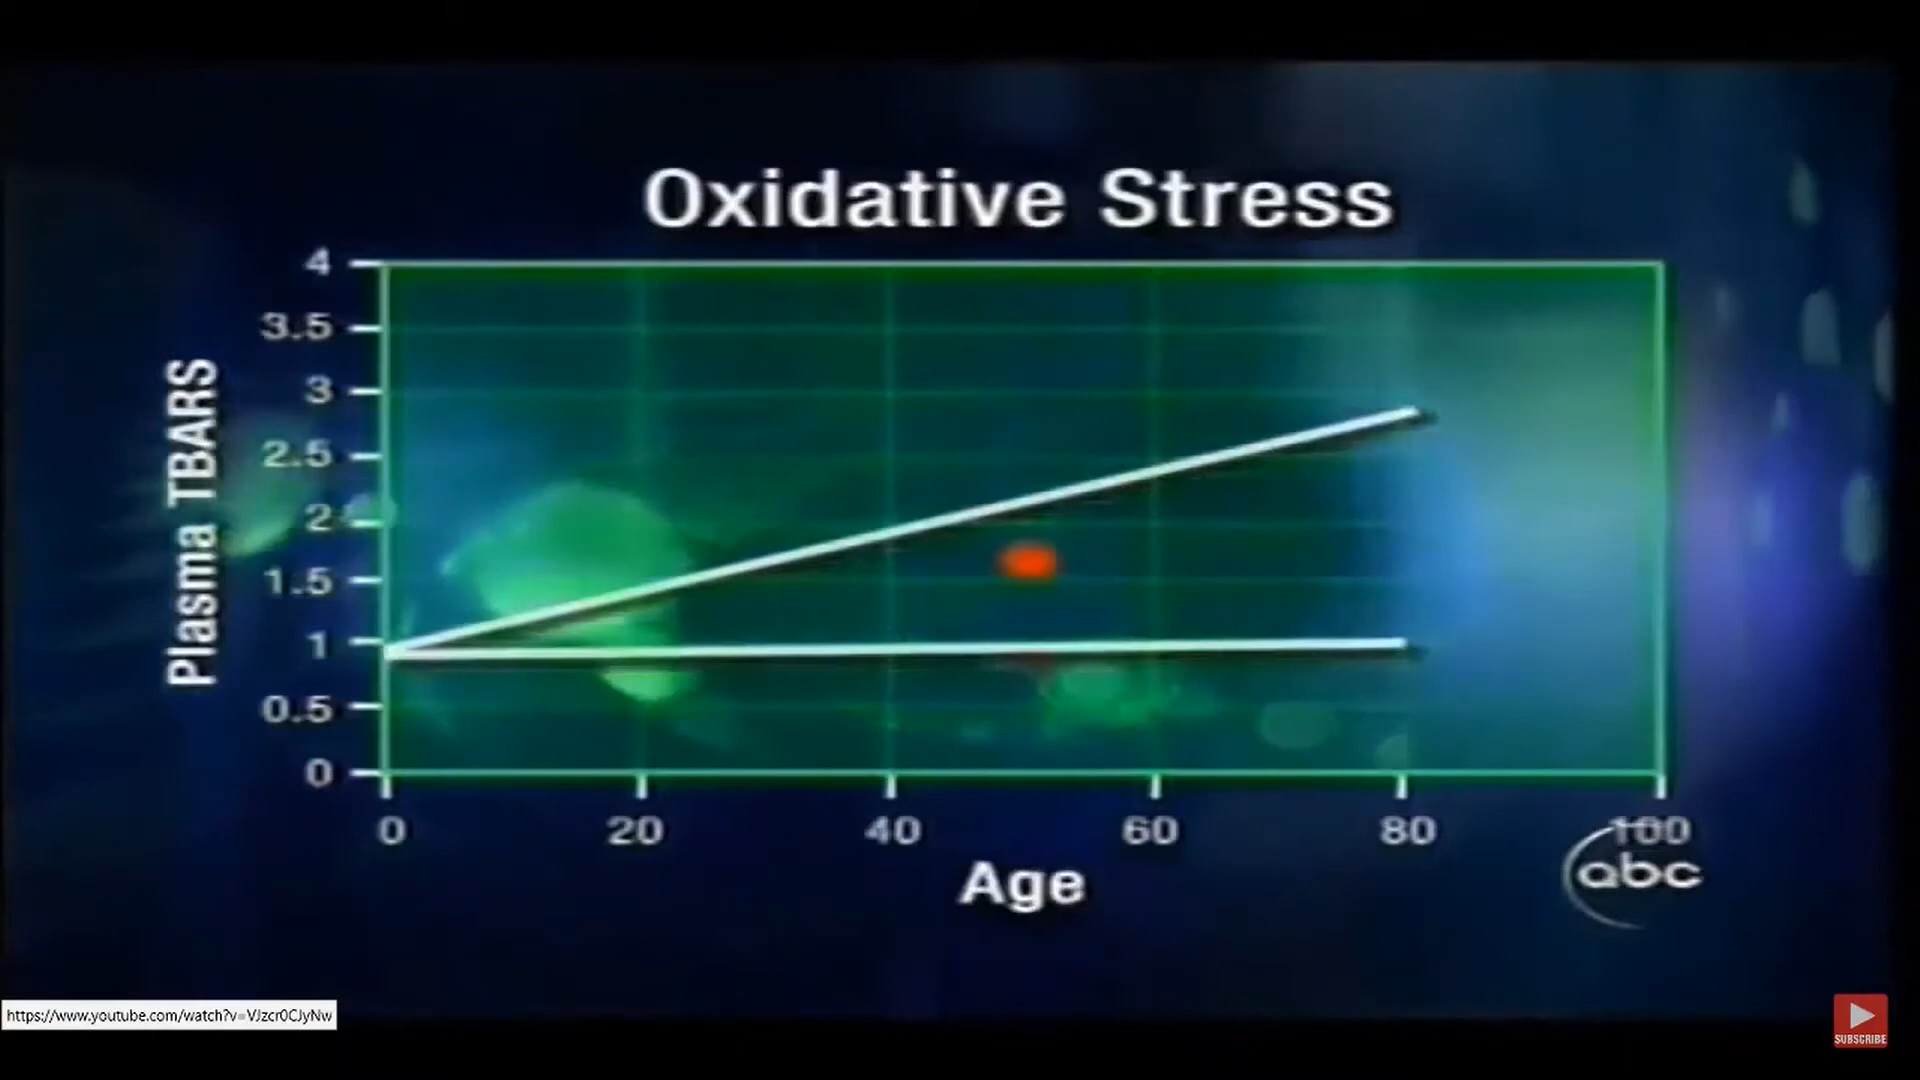 Oxidative Stress
4
3.5
3
2.5
2
1.5
1
0.5
0
Plasma TBARS
0 20 40 60 80 100
Age
abc
https://www.youtube.com/watch?v=VJzcr0CJyNw
SUBSCRIBE